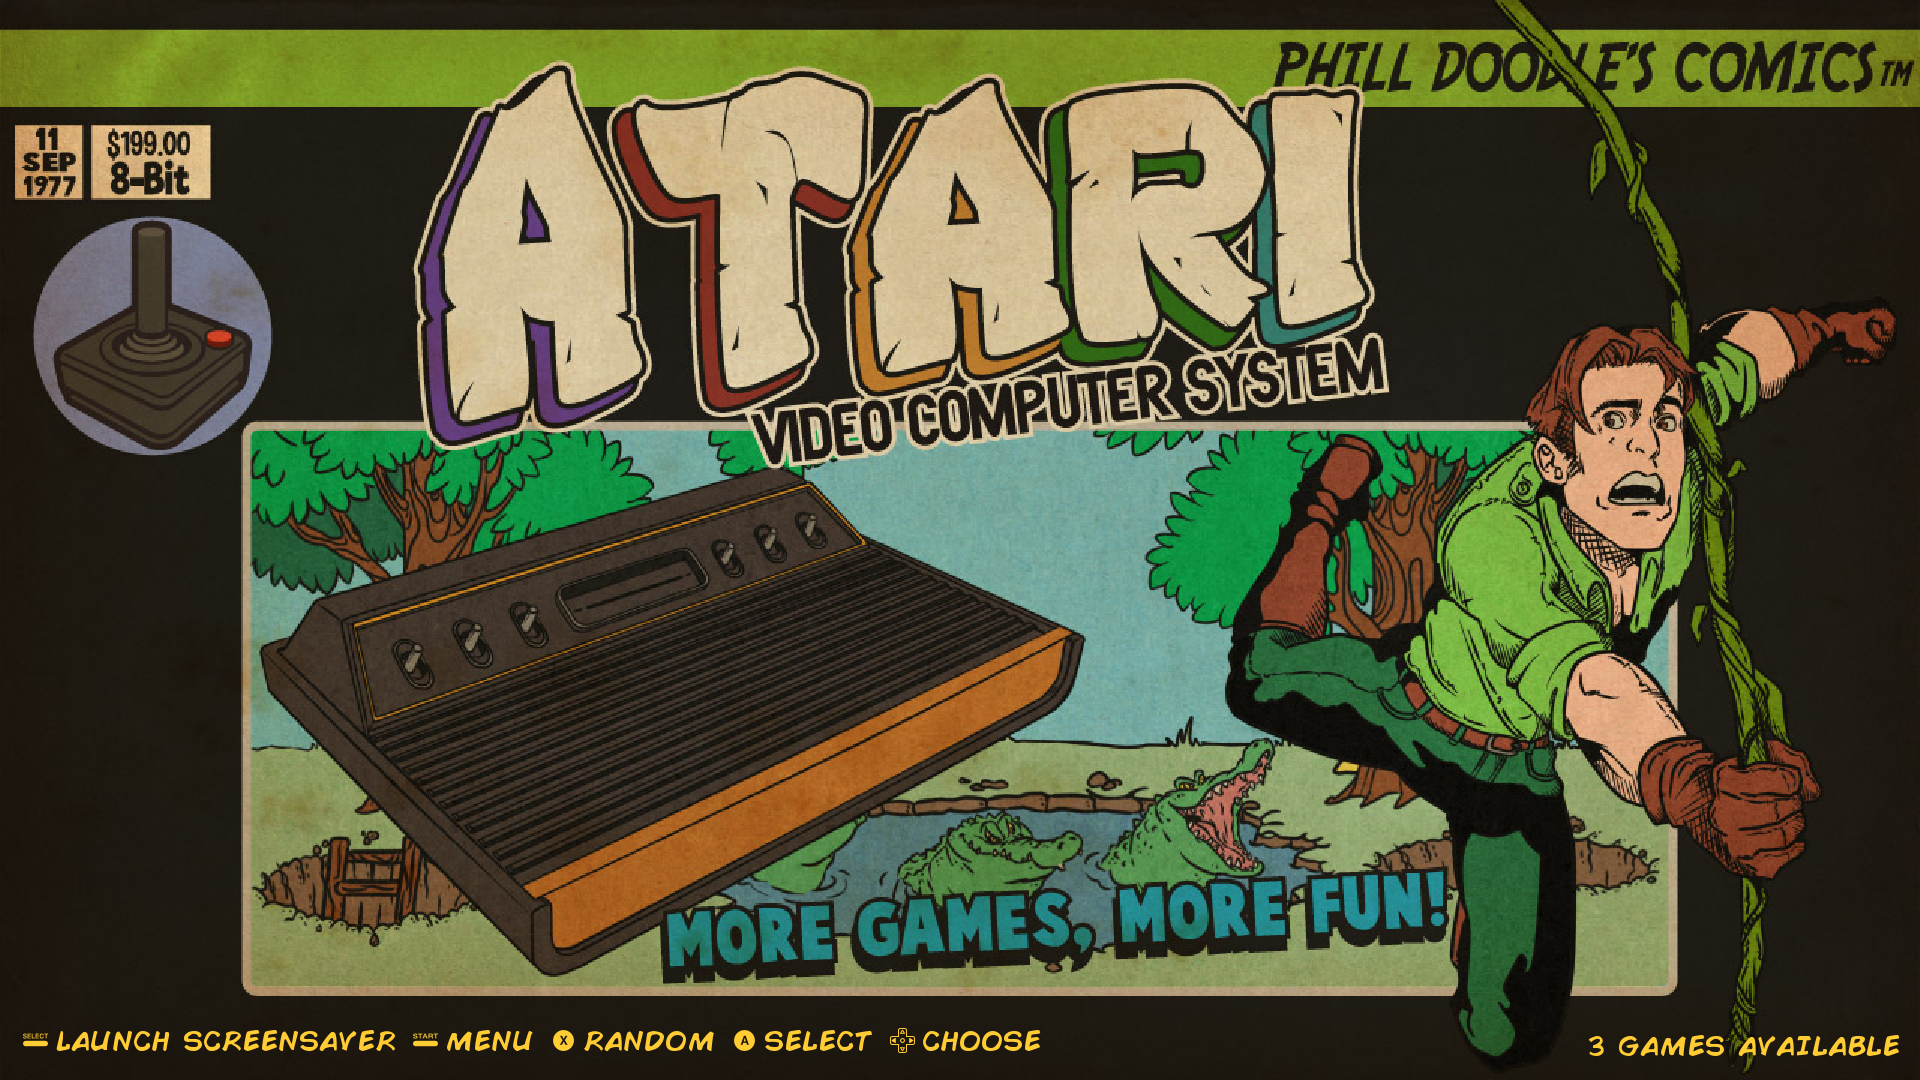 PHILL DOODLE'S COMICS TM
11
SEP
1977
$199.00
8-Bit
ATARI
VIDEO COMPUTER SYSTEM
MORE GAMES, MORE FUN!
SELECT LAUNCH SCREENSAVER START MENU X RANDOM A SELECT CHOOSE
3 GAMES AVAILABLE